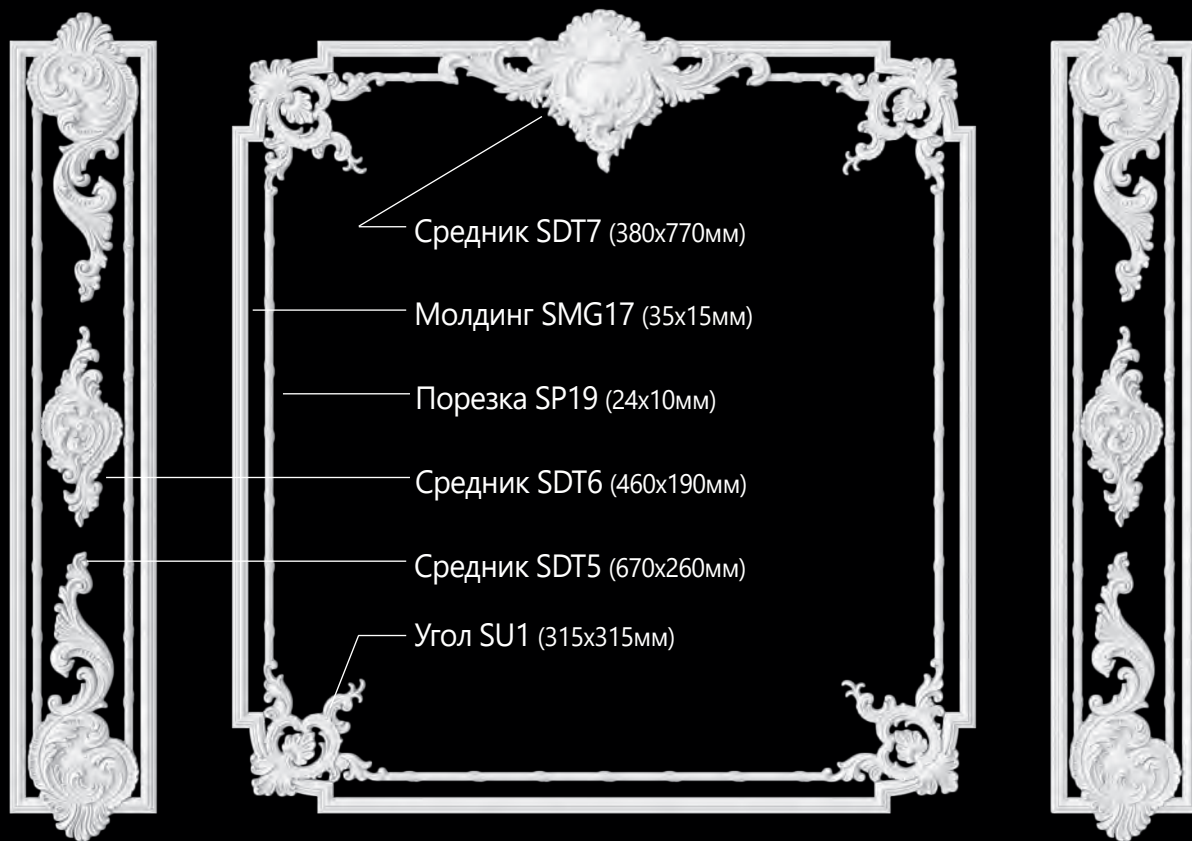 Средник SDT7 (380х770мм)
Молдинг SMG17 (35х15мм)
Порезка SP19 (24х10мм)
Средник SDT6 (460х190мм)
Средник SDT5 (670х260мм)
Угол SU1 (315х315мм)